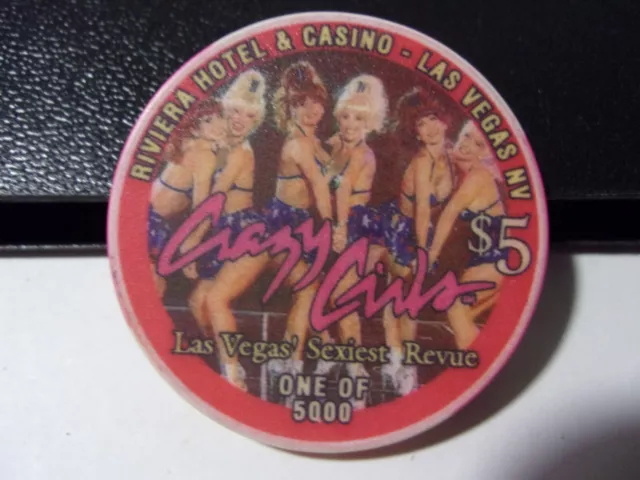 RIVIERA HOTEL & CASINO - LAS VEGAS NV
$5
Crazy
Girls
Las Vegas' Sexiest Revue
ONE OF
5000